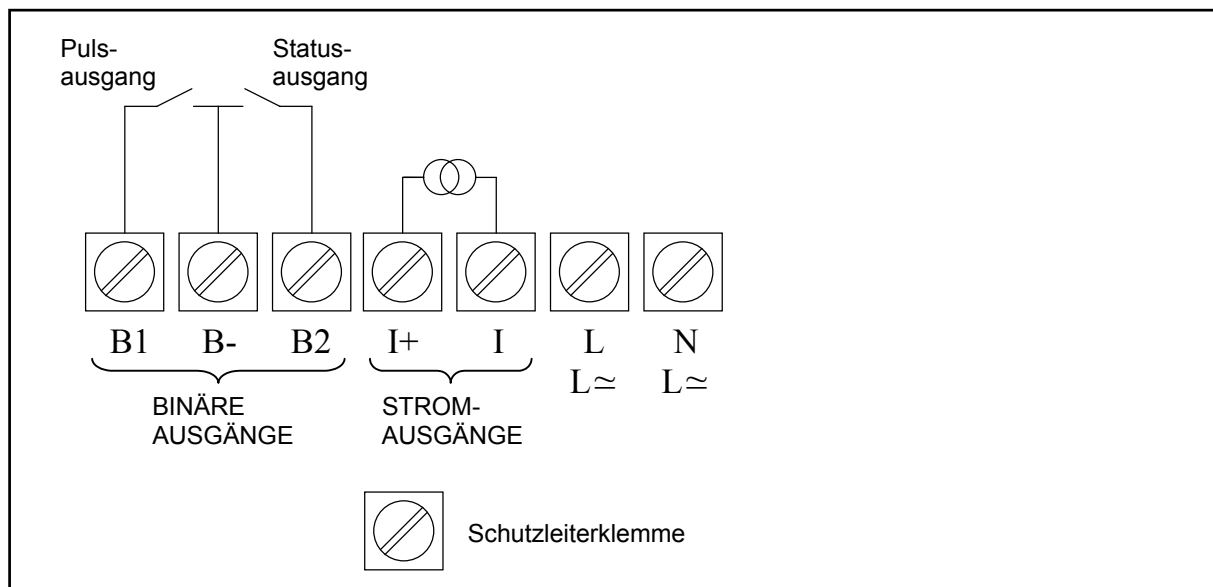 Puls-
ausgang
Status-
ausgang
B1 B- B2 I+ I L N
L≃ L≃
BINÄRE
AUSGÄNGE
STROM-
AUSGÄNGE
Schutzleiterklemme